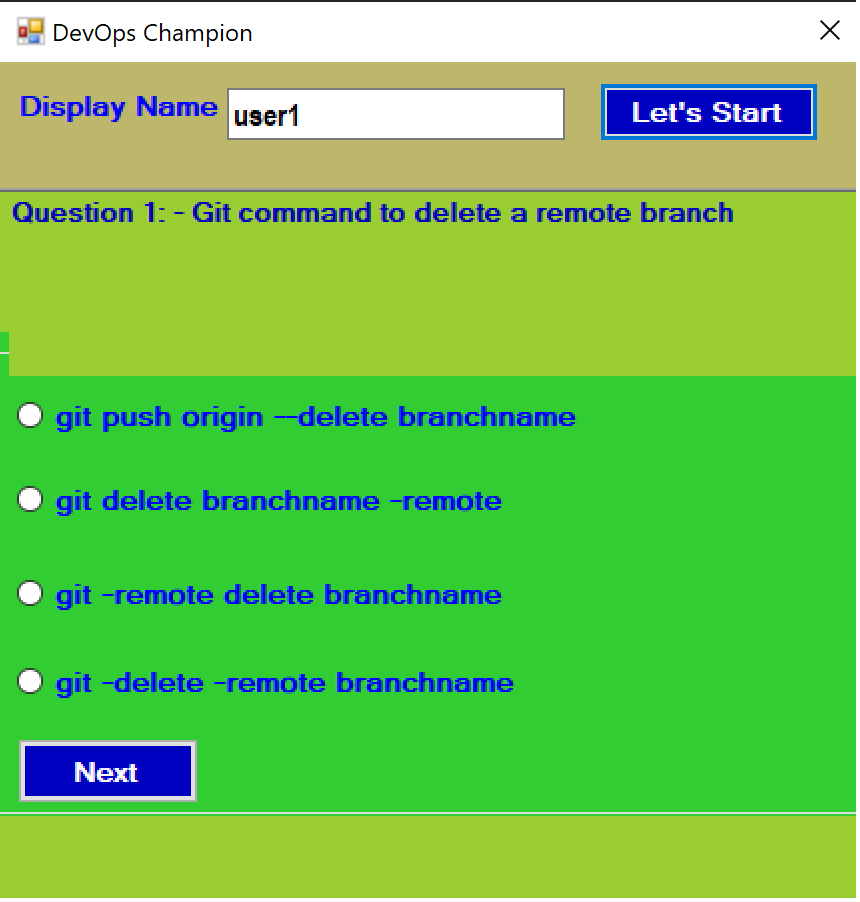 DevOps Champion
Display Name user1 Let's Start
Question 1: - Git command to delete a remote branch
git push origin --delete branchname
git delete branchname -remote
git -remote delete branchname
git -delete -remote branchname
Next